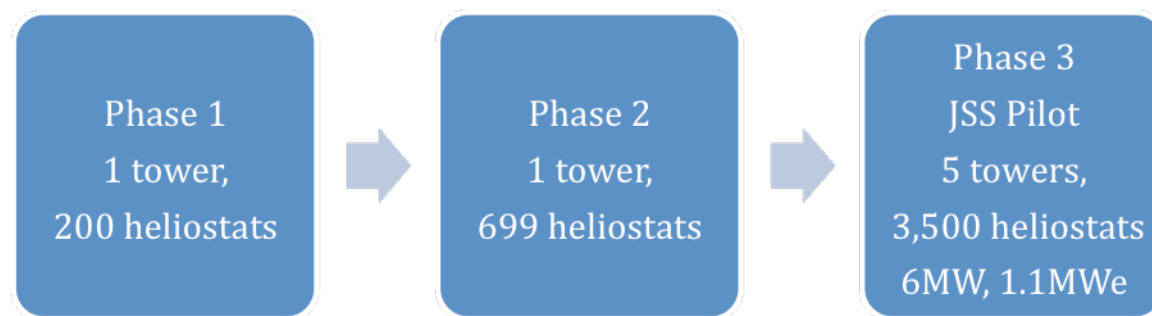 Phase 1
1 tower,
200 heliostats
Phase 2
1 tower,
699 heliostats
Phase 3
JSS Pilot
5 towers,
3,500 heliostats
6MW, 1.1MWe